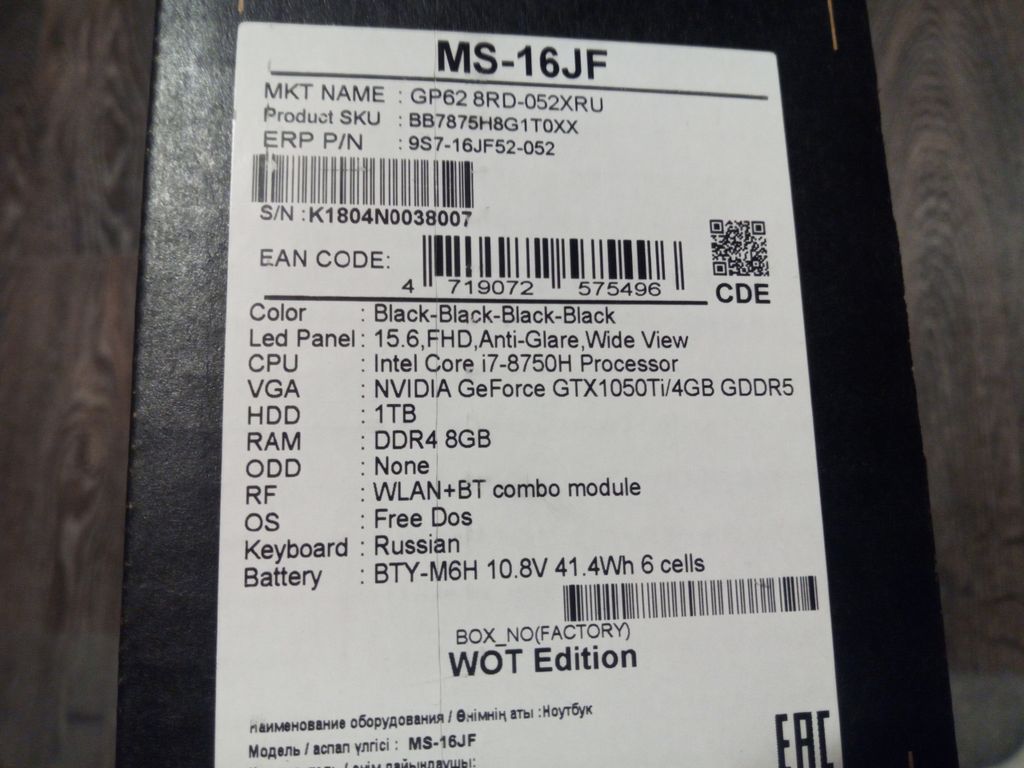 MS-16JF
MKT NAME : GP62 8RD-052XRU
Product SKU : BB7875H8G1T0XX
ERP P/N : 9S7-16JF52-052
S/N : K1804N0038007
EAN CODE: 4 719072 575496
CDE
Color : Black-Black-Black-Black
Led Panel : 15.6,FHD,Anti-Glare,Wide View
CPU : Intel Core i7-8750H Processor
VGA : NVIDIA GeForce GTX1050Ti/4GB GDDR5
HDD : 1TB
RAM : DDR4 8GB
ODD : None
RF : WLAN+BT combo module
OS : Free Dos
Keyboard : Russian
Battery : BTY-M6H 10.8V 41.4Wh 6 cells
BOX_NO(FACTORY)
WOT Edition
Наименование оборудования / Өнімнің аты :Ноутбук
Модель / аспап үлгісі : MS-16JF
EAC